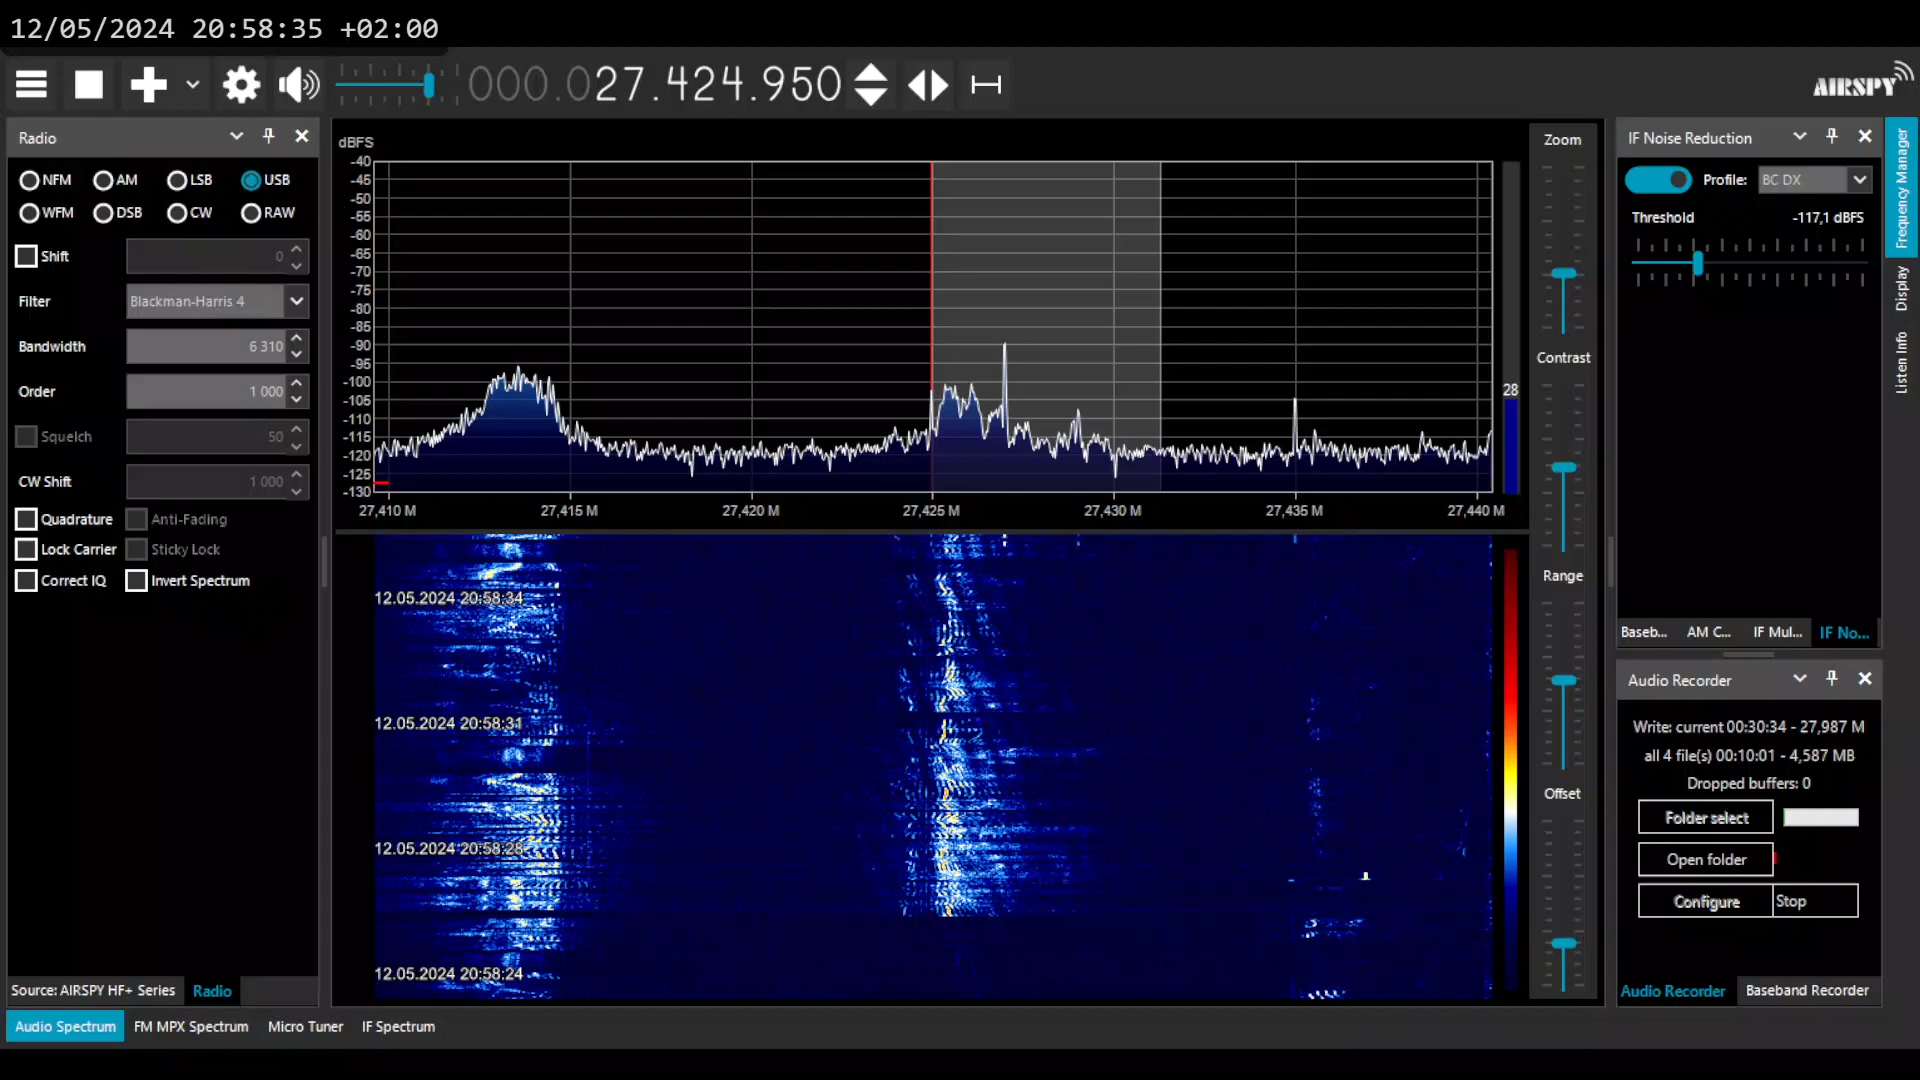 12/05/2024 20:58:35 +02:00
000.027.424.950
AIRSPY
Radio
NFM AM LSB USB
WFM DSB CW RAW
Shift 0
Filter Blackman-Harris 4
Bandwidth 6 310
Order 1 000
Squelch 50
CW Shift 1 000
Quadrature Anti-Fading
Lock Carrier Sticky Lock
Correct IQ Invert Spectrum
Source: AIRSPY HF+ Series Radio
Audio Spectrum FM MPX Spectrum Micro Tuner IF Spectrum
dBFS
-40
-45
-50
-55
-60
-65
-70
-75
-80
-85
-90
-95
-100
-105
-110
-115
-120
-125
-130
27,410 M 27,415 M 27,420 M 27,425 M 27,430 M 27,435 M 27,440 M
28
12.05.2024 20:58:34
12.05.2024 20:58:31
12.05.2024 20:58:28
12.05.2024 20:58:24
Zoom
Contrast
Range
Offset
IF Noise Reduction
Profile: BC DX
Threshold -117,1 dBFS
Baseb... AM C... IF Mul... IF No...
Audio Recorder
Write: current 00:30:34 - 27,987 M
all 4 file(s) 00:10:01 - 4,587 MB
Dropped buffers: 0
Folder select
Open folder
Configure Stop
Audio Recorder Baseband Recorder
Frequency Manager
Display
Listen Info